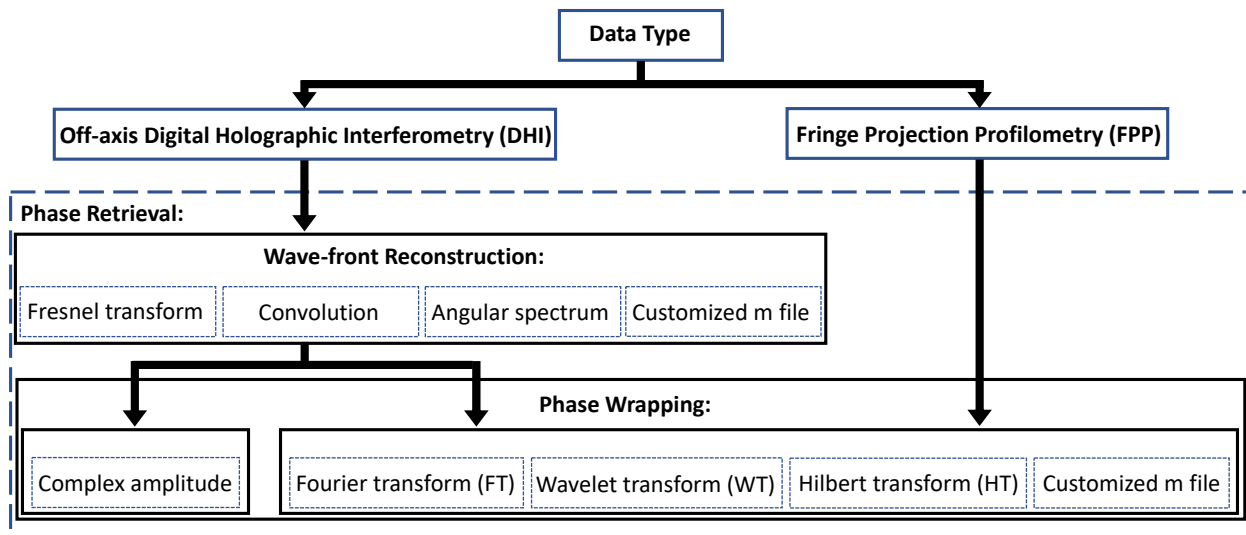 Data Type
Off-axis Digital Holographic Interferometry (DHI)
Fringe Projection Profilometry (FPP)
Phase Retrieval:
Wave-front Reconstruction:
Fresnel transform
Convolution
Angular spectrum
Customized m file
Phase Wrapping:
Complex amplitude
Fourier transform (FT)
Wavelet transform (WT)
Hilbert transform (HT)
Customized m file